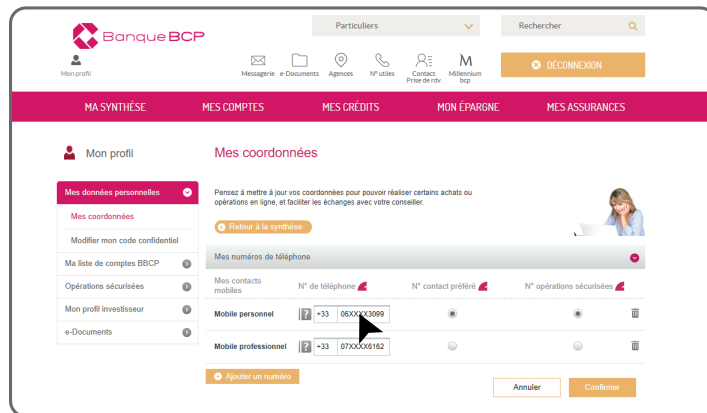 Banque BCP
Particuliers
Rechercher
Mon profil
Messagerie
e-Documents
Agences
N° utiles
Contact
Prise de rdv
Millennium
bcp
DÉCONNEXION
MA SYNTHÈSE
MES COMPTES
MES CRÉDITS
MON ÉPARGNE
MES ASSURANCES
Mon profil
Mes coordonnées
Mes données personnelles
Mes coordonnées
Modifier mon code confidentiel
Ma liste de comptes BBCP
Opérations sécurisées
Mon profil investisseur
e-Documents
Pensez à mettre à jour vos coordonnées pour pouvoir réaliser certains achats ou
opérations en ligne, et faciliter les échanges avec votre conseiller.
Retour à la synthèse
Mes numéros de téléphone
Mes contacts
mobiles
N° de téléphone
N° contact préféré
N° opérations sécurisées
Mobile personnel ? +33 06XXXX3099
Mobile professionnel ? +33 07XXXX6162
Ajouter un numéro
Annuler
Confirmer